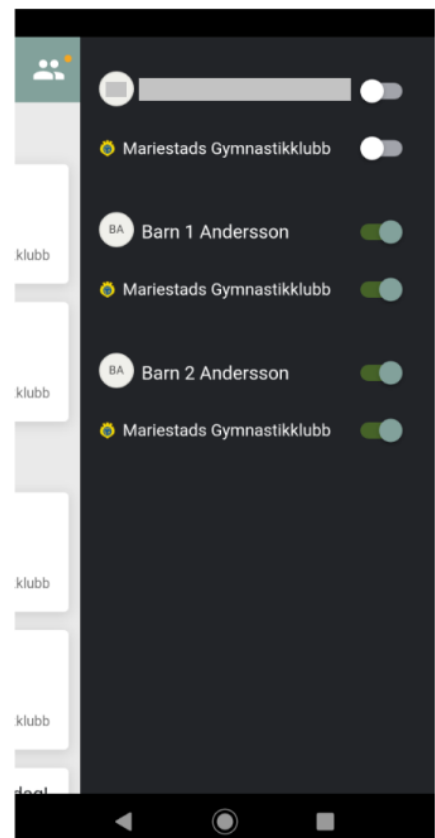 Mariestads Gymnastikklubb
BA Barn 1 Andersson
klubb
Mariestads Gymnastikklubb
BA Barn 2 Andersson
klubb
Mariestads Gymnastikklubb
klubb
klubb